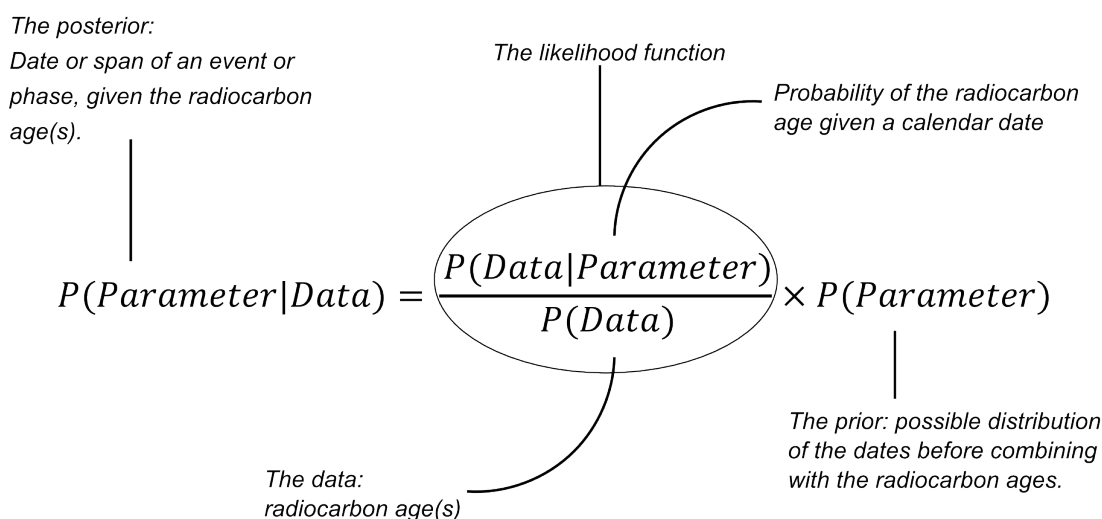 The posterior:
Date or span of an event or
phase, given the radiocarbon
age(s).
The likelihood function
Probability of the radiocarbon
age given a calendar date
P(Parameter|Data) = P(Data|Parameter) / P(Data) × P(Parameter)
The data:
radiocarbon age(s)
The prior: possible distribution
of the dates before combining
with the radiocarbon ages.